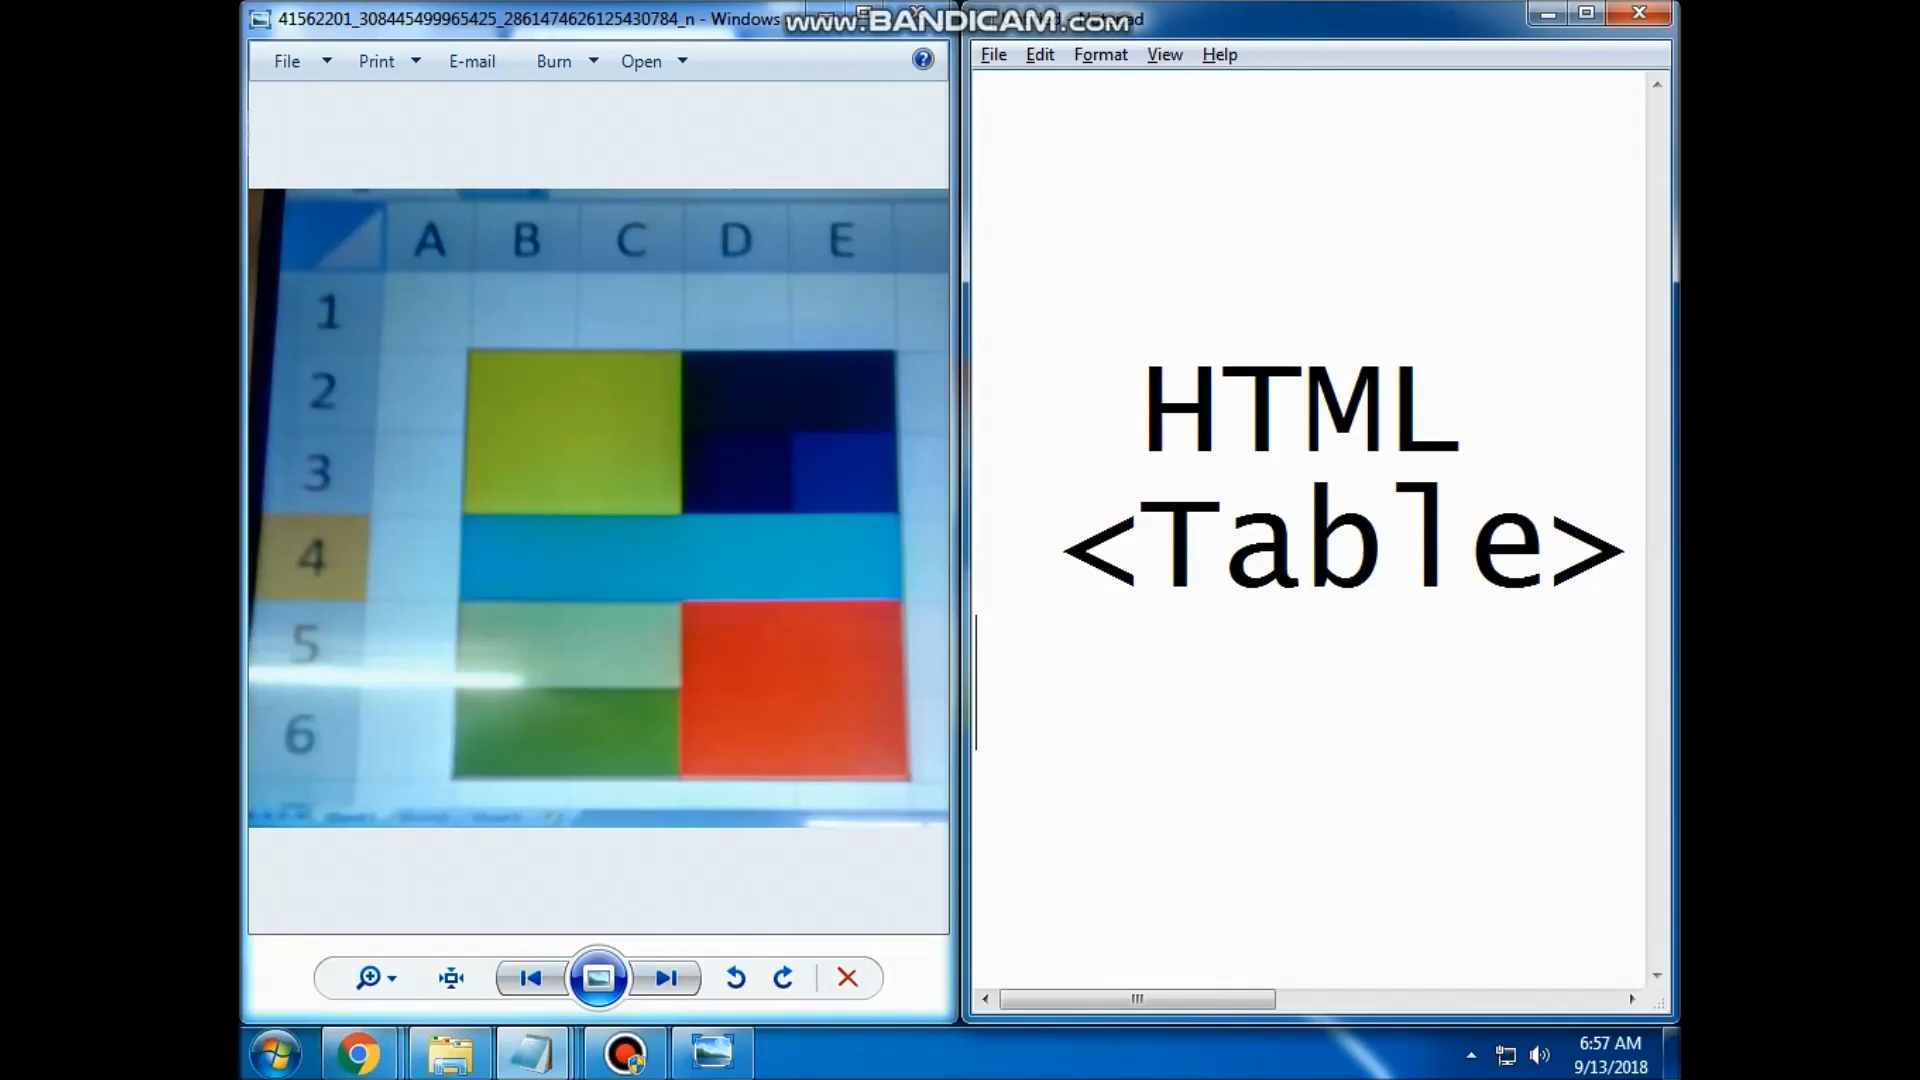 41562201_308445499965425_2861474626125430784_n - Windows
www.BANDICAM.com
File Print E-mail Burn Open
File Edit Format View Help
A B C D E
1
2
3
4
5
6
HTML
<Table>
6:57 AM
9/13/2018